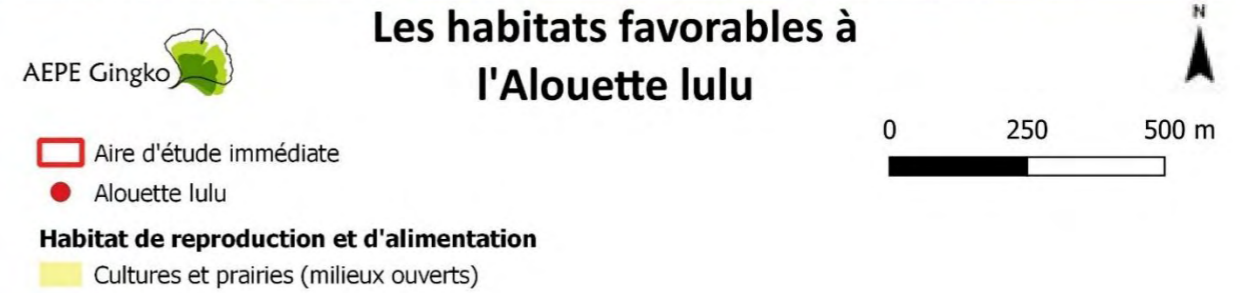 Les habitats favorables à
l'Alouette lulu
AEPE Gingko
N
0 250 500 m
Aire d'étude immédiate
Alouette lulu
Habitat de reproduction et d'alimentation
Cultures et prairies (milieux ouverts)